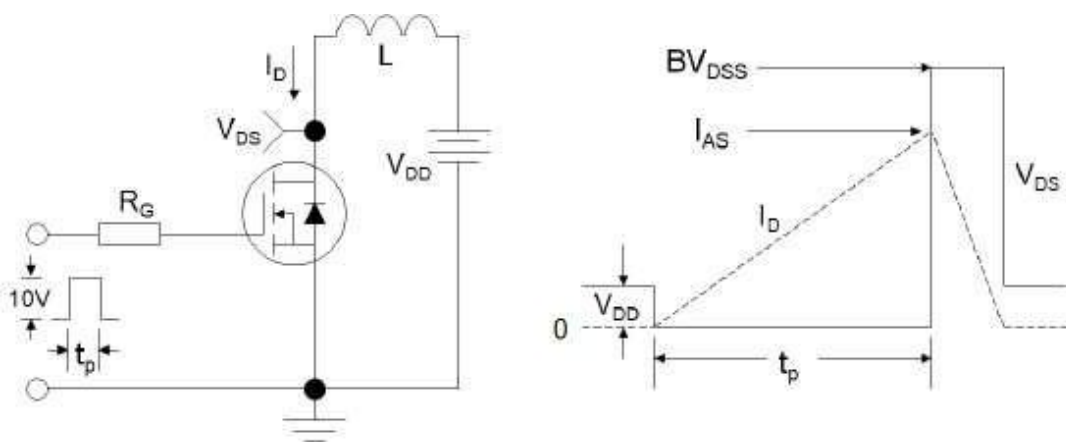 L
I_D
V_DS
V_DD
R_G
10V
t_p
BV_DSS
I_AS
V_DS
I_D
V_DD
0
t_p